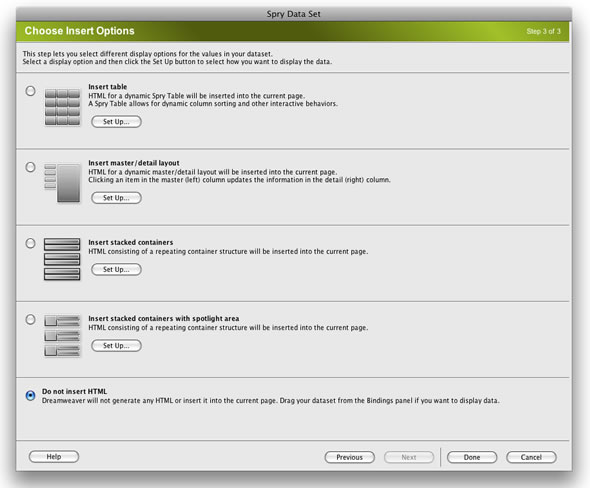 Spry Data Set
Choose Insert Options
Step 3 of 3
This step lets you select different display options for the values in your dataset.
Select a display option and then click the Set Up button to select how you want to display the data.
Insert table
HTML for a dynamic Spry Table will be inserted into the current page.
A Spry Table allows for dynamic column sorting and other interactive behaviors.
Set Up...
Insert master/detail layout
HTML for a dynamic master/detail layout will be inserted into the current page.
Clicking an item in the master (left) column updates the information in the detail (right) column.
Set Up...
Insert stacked containers
HTML consisting of a repeating container structure will be inserted into the current page.
Set Up...
Insert stacked containers with spotlight area
HTML consisting of a repeating container structure will be inserted into the current page.
Set Up...
Do not insert HTML
Dreamweaver will not generate any HTML or insert it into the current page. Drag your dataset from the Bindings panel if you want to display data.
Help
Previous
Next
Done
Cancel